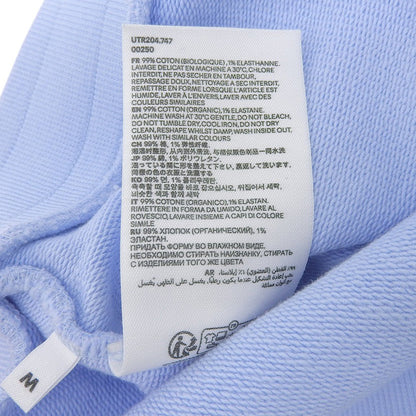 UTR204.747
00250
FR 99% COTON (BIOLOGIQUE), 1% ELASTHANNE.
LAVAGE DELICAT EN MACHINE A 30°C, CHLORE
INTERDIT, NE PAS SECHER EN TAMBOUR,
REPASSAGE DOUX, NETTOYAGE A SEC INTERDIT,
REMETTRE EN FORME LORSQUE L'ARTICLE EST
HUMIDE, LAVER A L'ENVERS, LAVER AVEC
COULEURS SIMILAIRES
EN 99% COTTON (ORGANIC), 1% ELASTANE.
MACHINE WASH AT 30°C GENTLE, DO NOT BLEACH,
DO NOT TUMBLE DRY, COOL IRON, DO NOT DRY
CLEAN, RESHAPE WHILST DAMP, WASH INSIDE OUT,
WASH WITH SIMILAR COLOURS
CH 99% 棉, 1% 弹性纤维
JP 99% 綿, 1% ポリウレタン.
KO 99% 면, 1% 폴리우레탄.
IT 99% COTONE (ORGANIC), 1% ELASTAN.
RIMETTERE IN FORMA DA UMIDO, LAVARE AL
ROVESCIO, LAVARE INSIEME A CAPI DI COLORE
SIMILE
RU 99% ХЛОПОК (ОРГАНИЧЕСКИЙ), 1%
ЭЛАСТАН.
ПРИДАТЬ ФОРМУ ВО ВЛАЖНОМ ВИДЕ,
НЕОБХОДИМО СТИРАТЬ НАИЗНАНКУ, СТИРАТЬ
С ИЗДЕЛИЯМИ ТОГО ЖЕ ЦВЕТА
AR
M